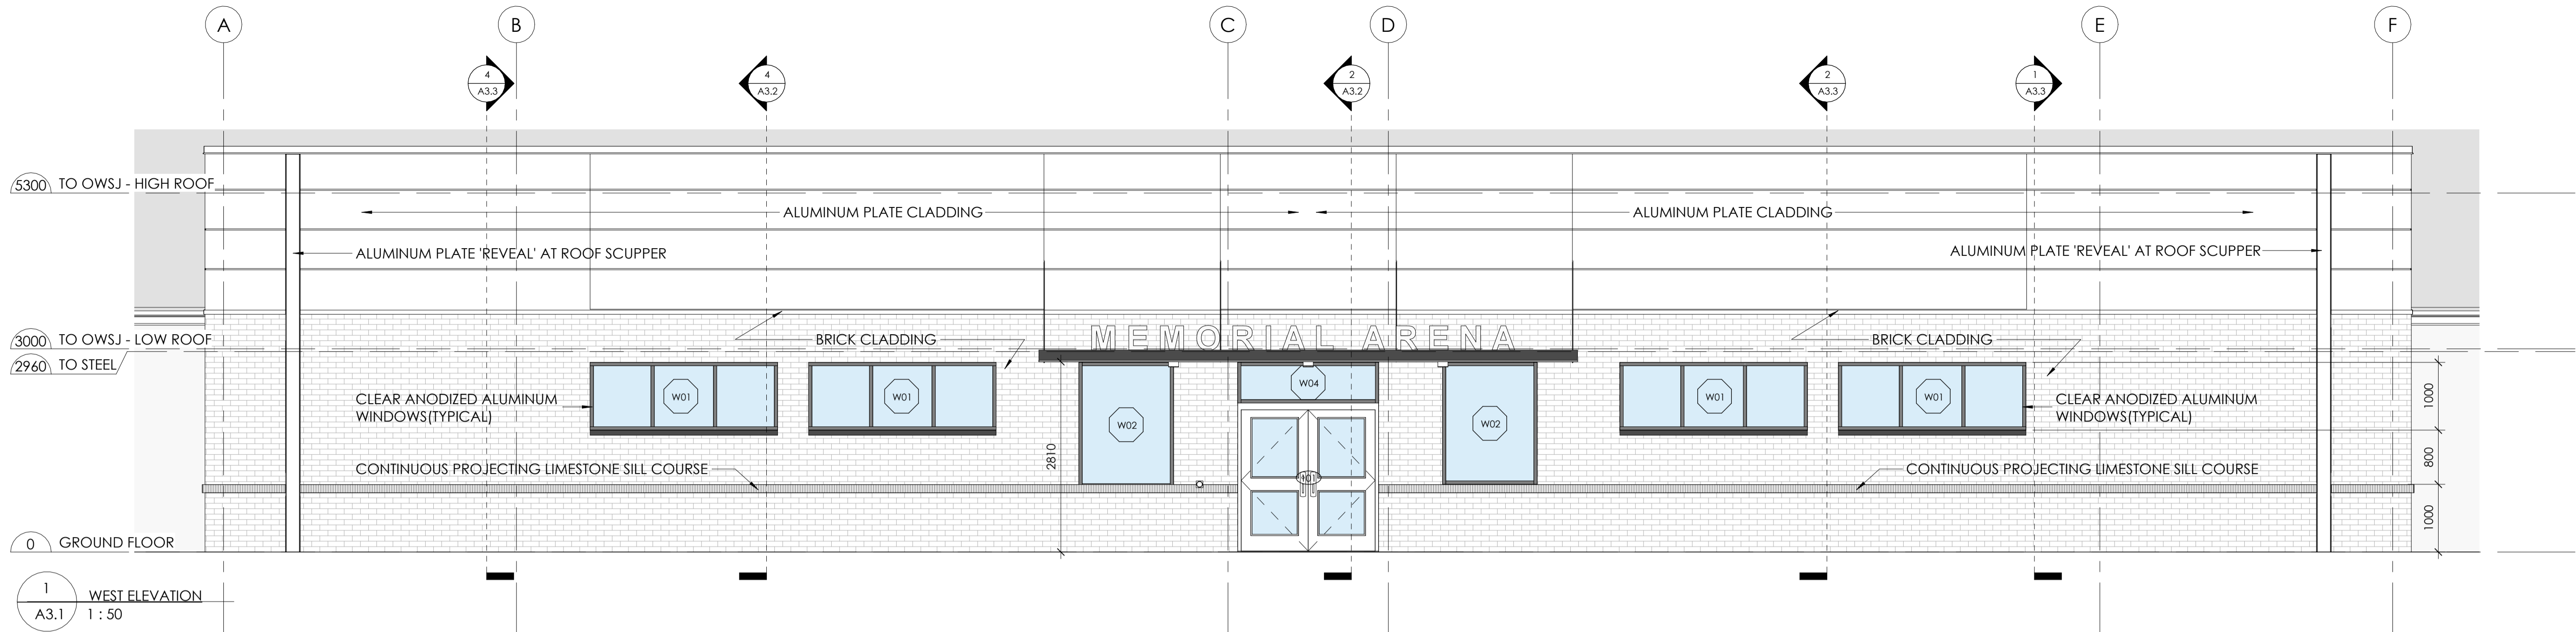 A
B
C
D
E
F
4
A3.3
4
A3.2
2
A3.2
2
A3.3
1
A3.3
5300 TO OWSJ - HIGH ROOF
ALUMINUM PLATE CLADDING
ALUMINUM PLATE CLADDING
ALUMINUM PLATE 'REVEAL' AT ROOF SCUPPER
ALUMINUM PLATE 'REVEAL' AT ROOF SCUPPER
3000 TO OWSJ - LOW ROOF
MEMORIAL ARENA
BRICK CLADDING
BRICK CLADDING
2960 TO STEEL
W04
W01
W01
W01
W01
1000
CLEAR ANODIZED ALUMINUM
WINDOWS(TYPICAL)
CLEAR ANODIZED ALUMINUM
WINDOWS(TYPICAL)
W02
W02
2810
800
CONTINUOUS PROJECTING LIMESTONE SILL COURSE
CONTINUOUS PROJECTING LIMESTONE SILL COURSE
101
1000
0 GROUND FLOOR
1
A3.1
WEST ELEVATION
1 : 50